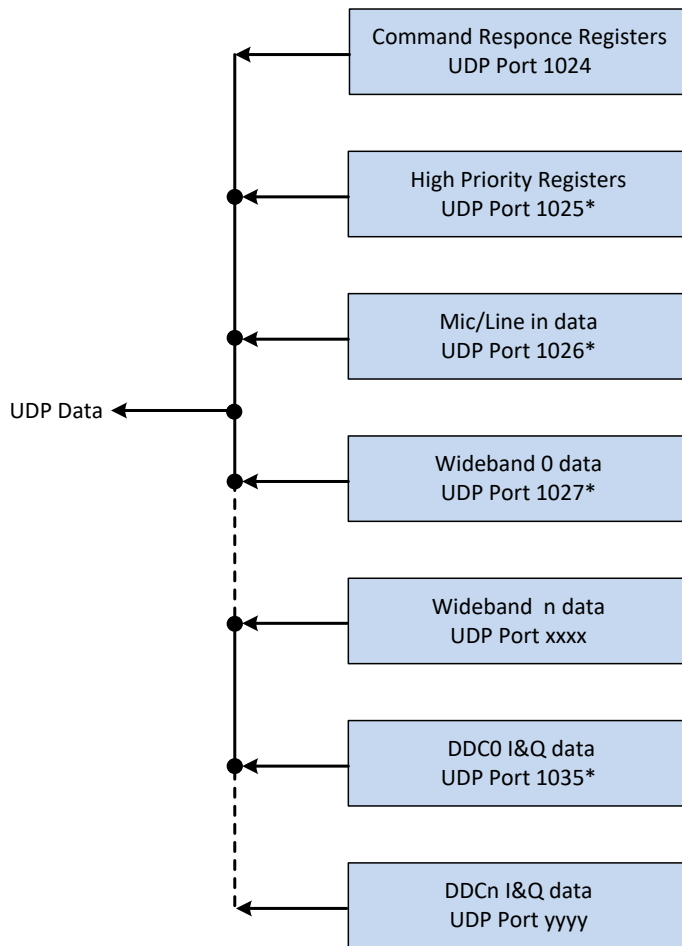 Command Responce Registers
UDP Port 1024
High Priority Registers
UDP Port 1025*
Mic/Line in data
UDP Port 1026*
UDP Data
Wideband 0 data
UDP Port 1027*
Wideband n data
UDP Port xxxx
DDC0 I&Q data
UDP Port 1035*
DDCn I&Q data
UDP Port yyyy